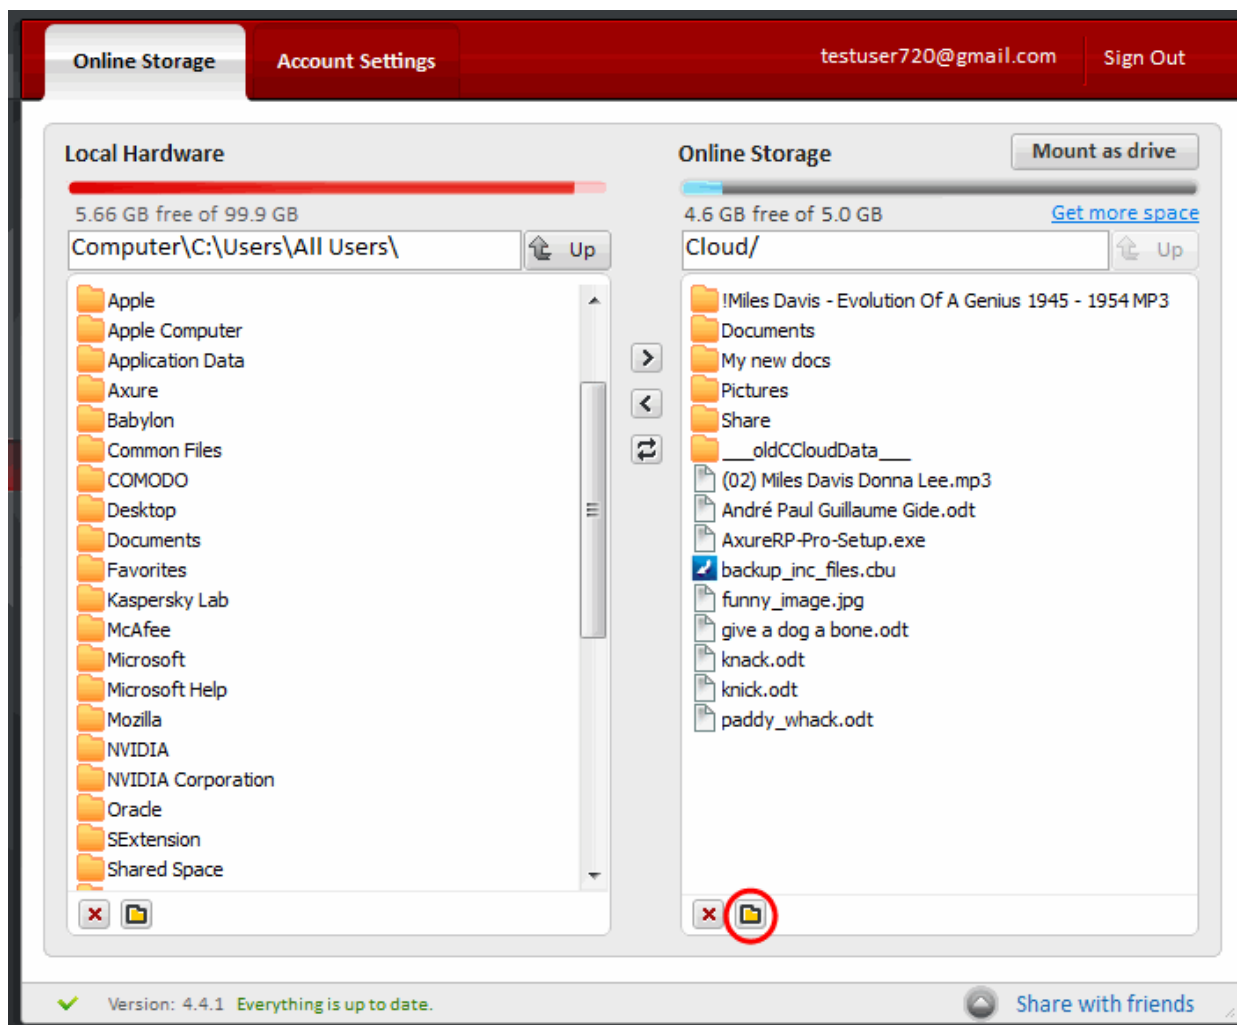 Online Storage
Account Settings
testuser720@gmail.com
Sign Out
Local Hardware
5.66 GB free of 99.9 GB
Computer\C:\Users\All Users\
Up
Apple
Apple Computer
Application Data
Axure
Babylon
Common Files
COMODO
Desktop
Documents
Favorites
Kaspersky Lab
McAfee
Microsoft
Microsoft Help
Mozilla
NVIDIA
NVIDIA Corporation
Oracle
SExtension
Shared Space
Online Storage
Mount as drive
4.6 GB free of 5.0 GB
Get more space
Cloud/
Up
!Miles Davis - Evolution Of A Genius 1945 - 1954 MP3
Documents
My new docs
Pictures
Share
___oldCCloudData___
(02) Miles Davis Donna Lee.mp3
André Paul Guillaume Gide.odt
AxureRP-Pro-Setup.exe
backup_inc_files.cbu
funny_image.jpg
give a dog a bone.odt
knack.odt
knick.odt
paddy_whack.odt
Version: 4.4.1 Everything is up to date.
Share with friends